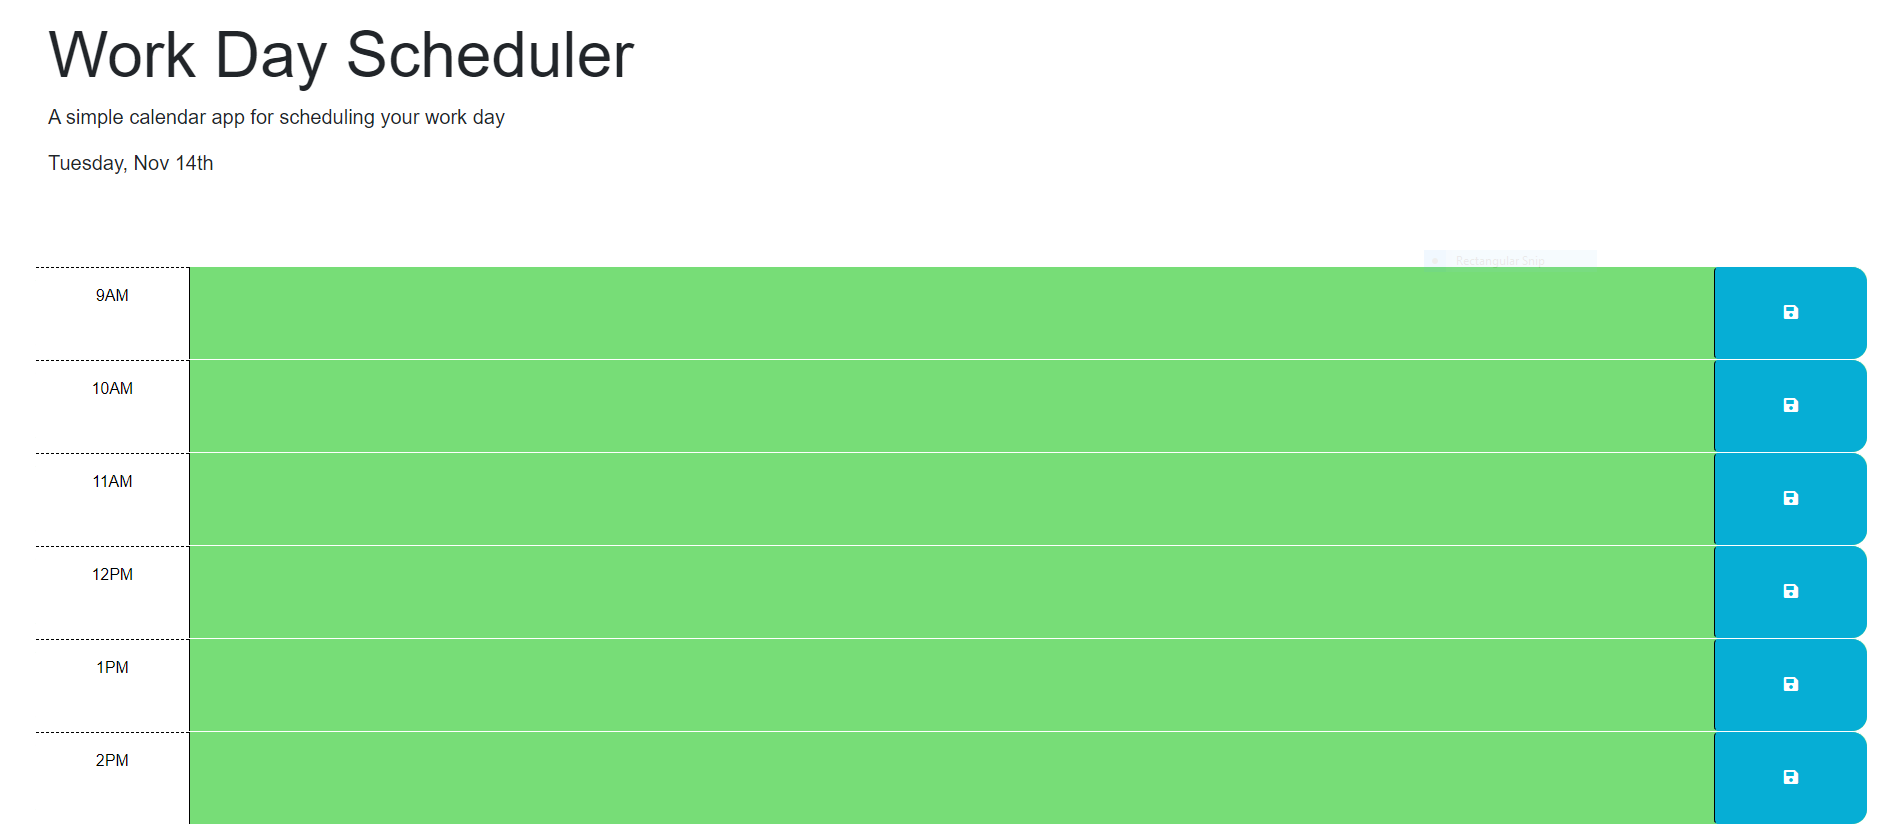 Work Day Scheduler
A simple calendar app for scheduling your work day
Tuesday, Nov 14th
Rectangular Snip
9AM
10AM
11AM
12PM
1PM
2PM